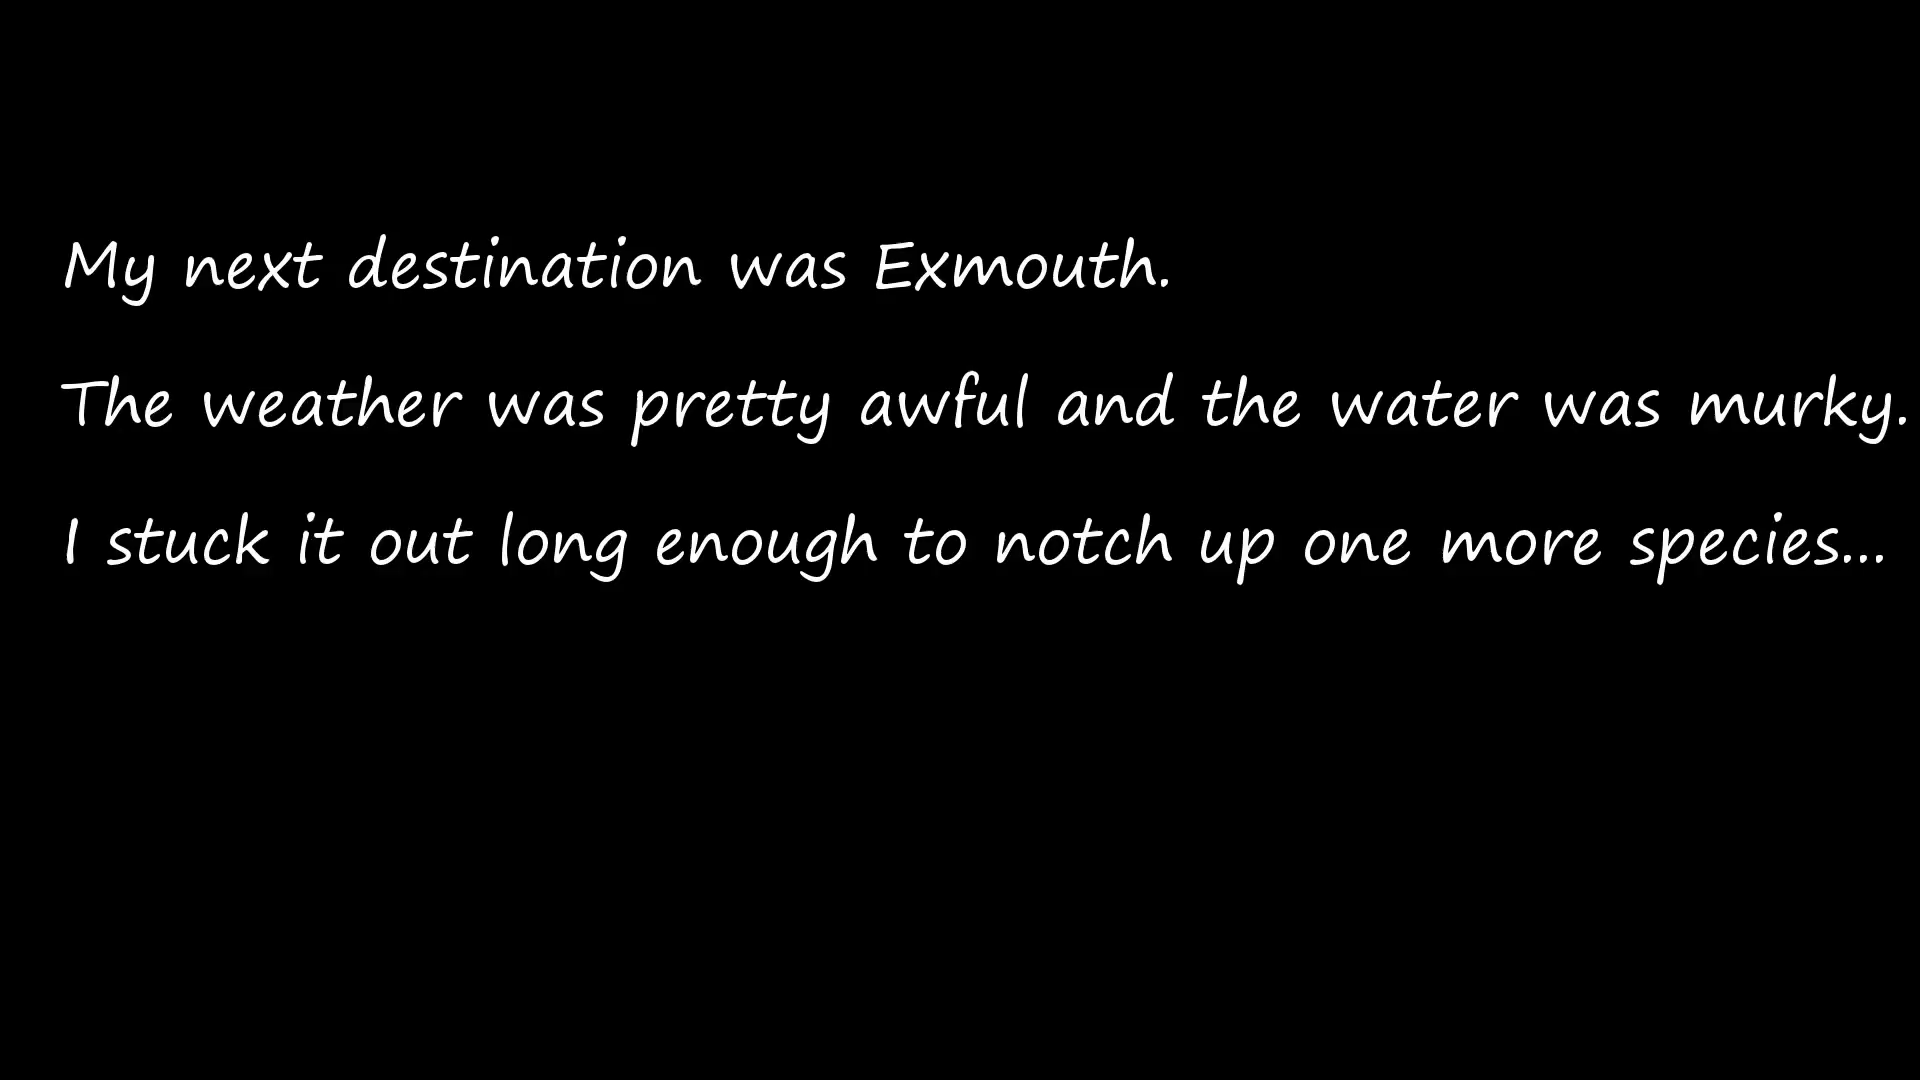 My next destination was Exmouth.
The weather was pretty awful and the water was murky.
I stuck it out long enough to notch up one more species...